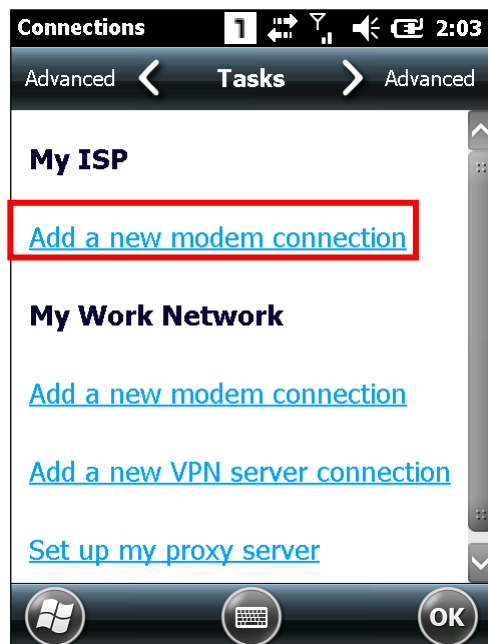 Connections 1 2:03
Advanced Tasks Advanced
My ISP
Add a new modem connection
My Work Network
Add a new modem connection
Add a new VPN server connection
Set up my proxy server
OK